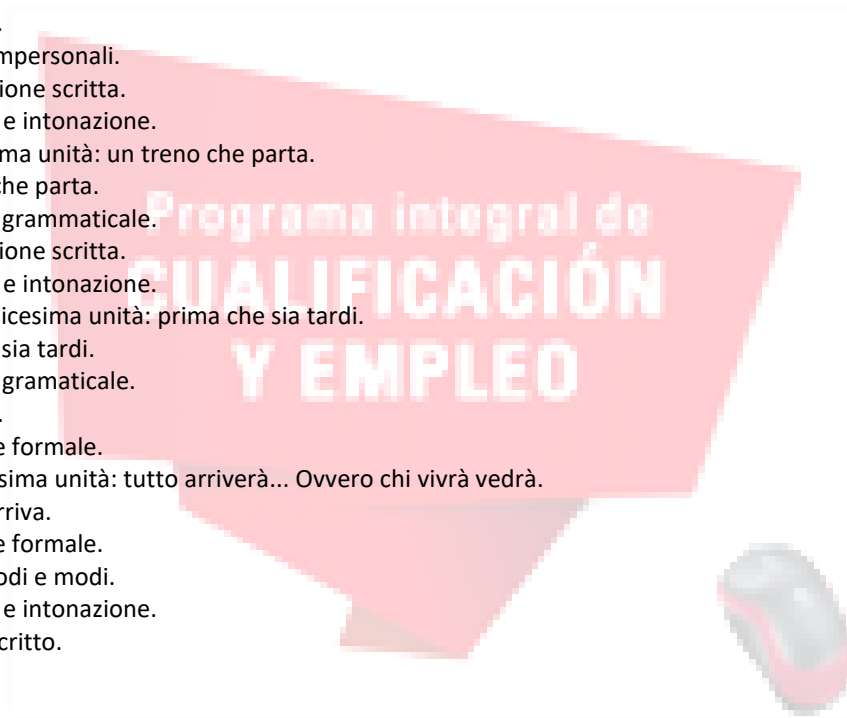 .
mpersonali.
ione scritta.
e intonazione.
ma unità: un treno che parta.
che parta.
grammaticale.
ione scritta.
e intonazione.
icesima unità: prima che sia tardi.
sia tardi.
gramaticale.
.
e formale.
sima unità: tutto arriverà... Ovvero chi vivrà vedrà.
rriva.
e formale.
odi e modi.
e intonazione.
critto.
Programa integral de
CUALIFICACIÓN
Y EMPLEO